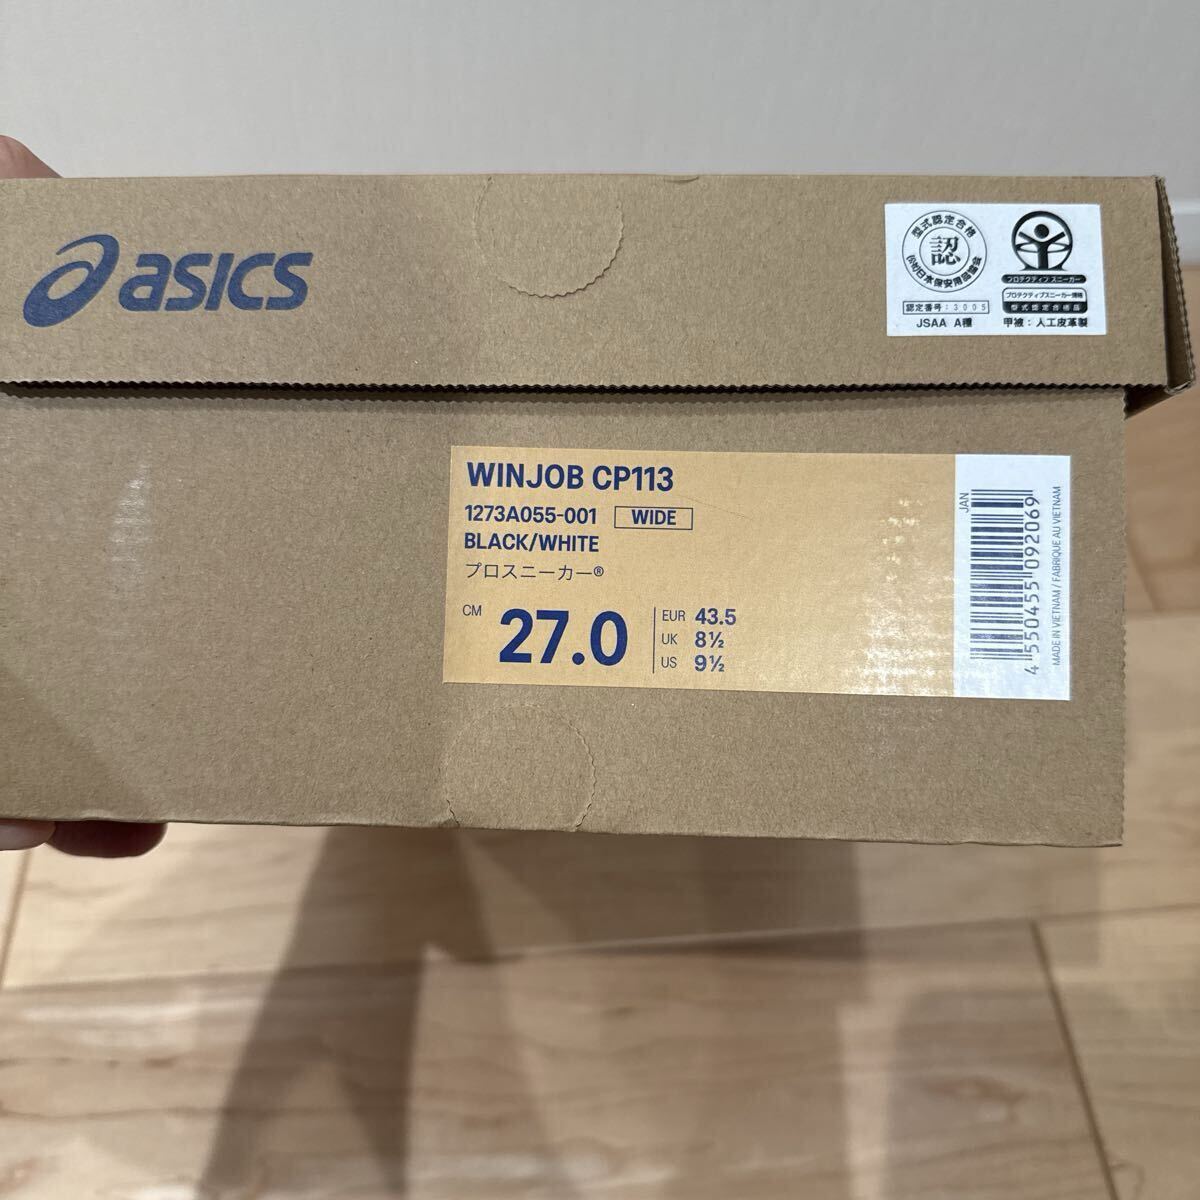 asics
型式認定合格
認
(公社)日本保安用品協会
認定番号：3005
JSAA A種
プロテクティブ スニーカー
プロテクティブスニーカー規格
型式認定合格品
甲被：人工皮革製
WINJOB CP113
1273A055-001 WIDE
BLACK/WHITE
プロスニーカー®
CM 27.0
EUR 43.5
UK 8½
US 9½
JAN
4550455092069
MADE IN VIETNAM / FABRIQUE AU VIETNAM